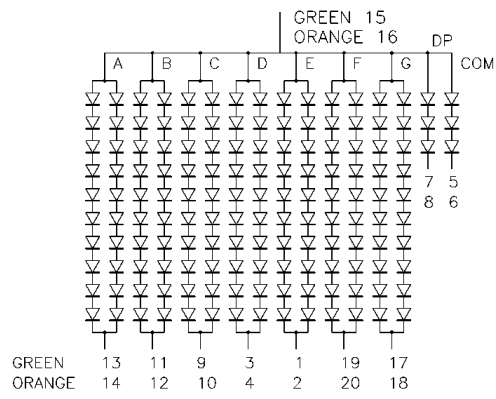 GREEN 15
ORANGE 16
DP
A B C D E F G COM
7 5
8 6
GREEN 13 11 9 3 1 19 17
ORANGE 14 12 10 4 2 20 18